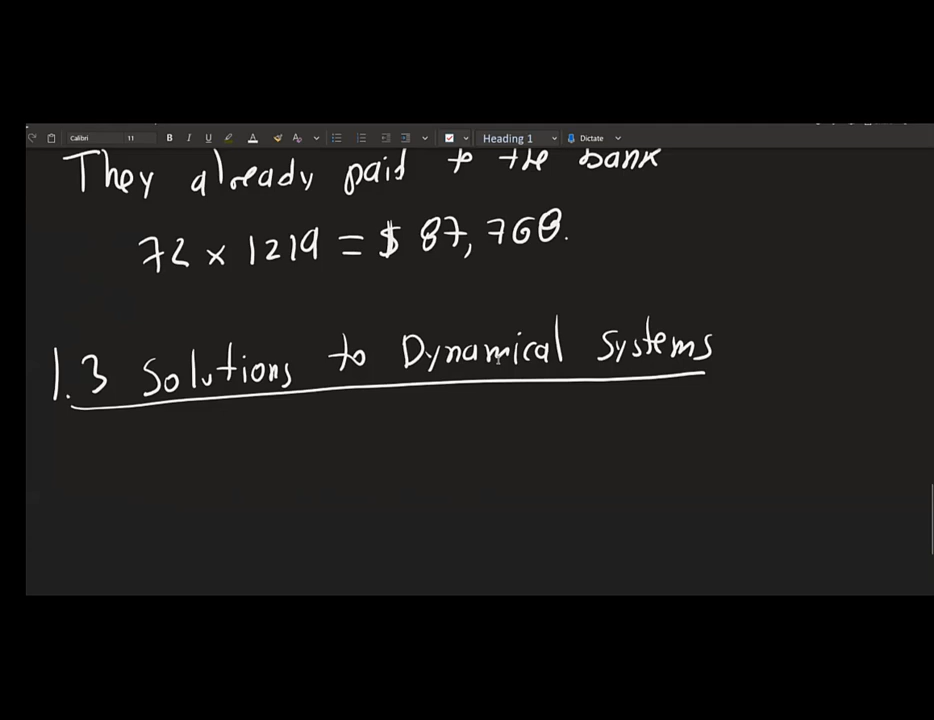 Calibri 11 B I U A A Heading 1 Dictate
They already paid to the bank
72 x 1219 = $ 87, 768.
1.3 Solutions to Dynamical Systems